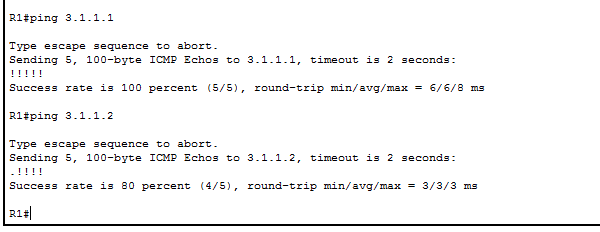 R1#ping 3.1.1.1
Type escape sequence to abort.
Sending 5, 100-byte ICMP Echos to 3.1.1.1, timeout is 2 seconds:
!!!!!
Success rate is 100 percent (5/5), round-trip min/avg/max = 6/6/8 ms
R1#ping 3.1.1.2
Type escape sequence to abort.
Sending 5, 100-byte ICMP Echos to 3.1.1.2, timeout is 2 seconds:
.!!!!
Success rate is 80 percent (4/5), round-trip min/avg/max = 3/3/3 ms
R1#